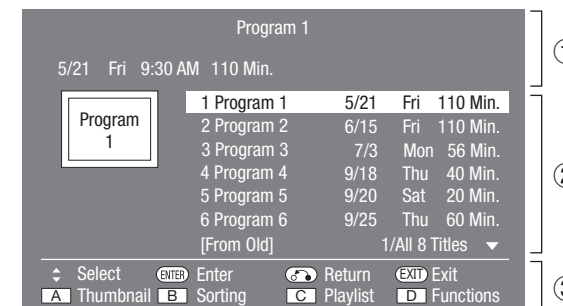 Program 1
5/21 Fri 9:30 AM 110 Min.
Program
1
1 Program 1 5/21 Fri 110 Min.
2 Program 2 6/15 Fri 110 Min.
3 Program 3 7/3 Mon 56 Min.
4 Program 4 9/18 Thu 40 Min.
5 Program 5 9/20 Sat 20 Min.
6 Program 6 9/25 Thu 60 Min.
[From Old] 1/All 8 Titles
Select ENTER Enter Return EXIT Exit
A Thumbnail B Sorting C Playlist D Functions